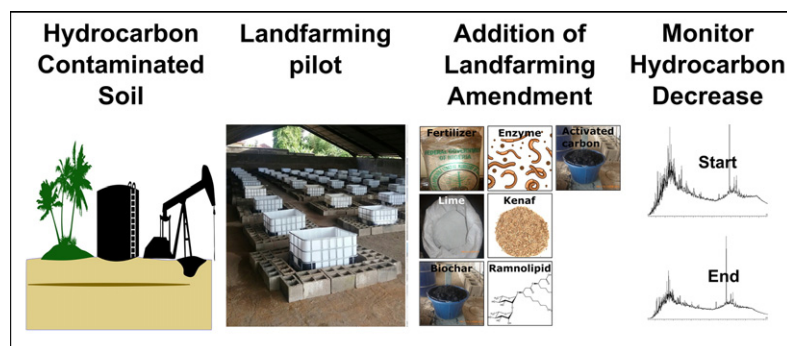 Hydrocarbon
Contaminated
Soil
Landfarming
pilot
Addition of
Landfarming
Amendment
Monitor
Hydrocarbon
Decrease
Fertilizer
Enzyme
Activated
carbon
Lime
Kenaf
Biochar
Ramnolipid
Start
End